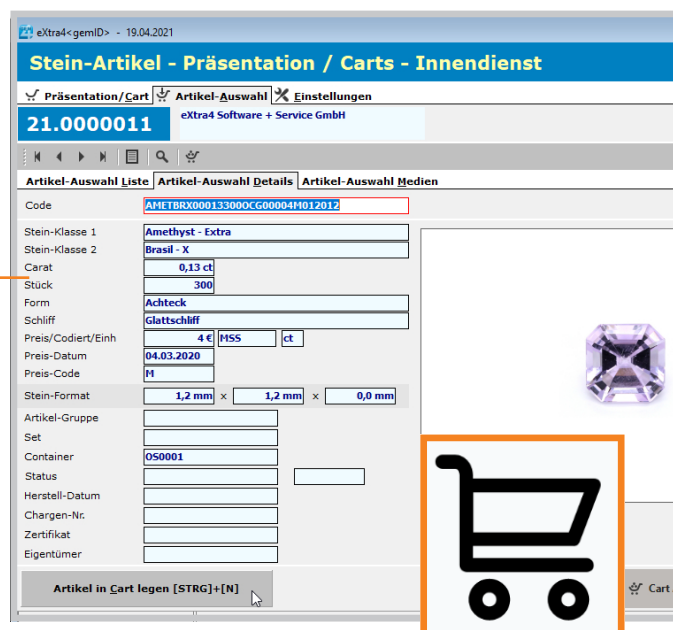 eXtra4<gemID> - 19.04.2021
Stein-Artikel - Präsentation / Carts - Innendienst
Präsentation/Cart Artikel-Auswahl Einstellungen
21.0000011 eXtra4 Software + Service GmbH
Artikel-Auswahl Liste Artikel-Auswahl Details Artikel-Auswahl Medien
Code AMETBRX00013300OCG00004M012012
Stein-Klasse 1 Amethyst - Extra
Stein-Klasse 2 Brasil - X
Carat 0,13 ct
Stück 300
Form Achteck
Schliff Glattschliff
Preis/Codiert/Einh 4 € MSS ct
Preis-Datum 04.03.2020
Preis-Code M
Stein-Format 1,2 mm x 1,2 mm x 0,0 mm
Artikel-Gruppe
Set
Container OS0001
Status
Herstell-Datum
Chargen-Nr.
Zertifikat
Eigentümer
Artikel in Cart legen [STRG]+[N] Cart